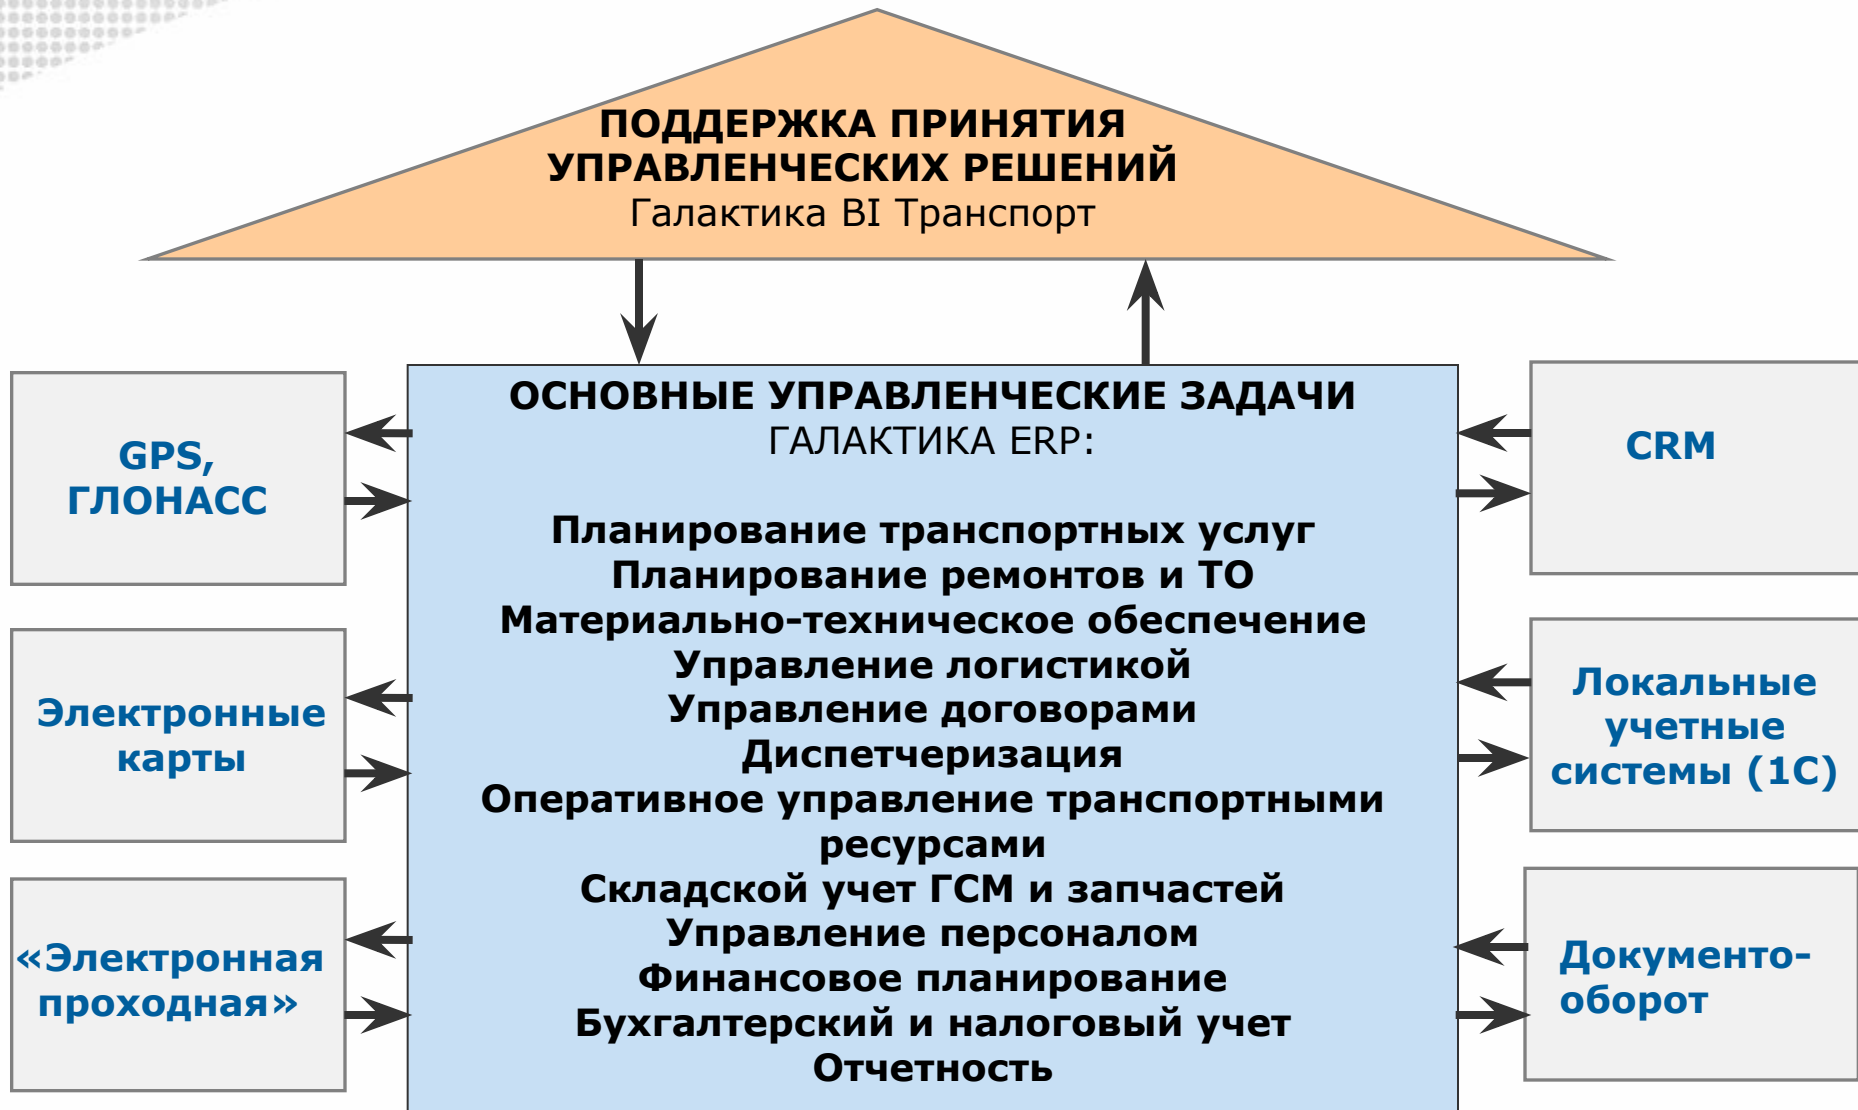 ПОДДЕРЖКА ПРИНЯТИЯ
УПРАВЛЕНЧЕСКИХ РЕШЕНИЙ
Галактика BI Транспорт
GPS,
ГЛОНАСС
Электронные
карты
«Электронная
проходная»
ОСНОВНЫЕ УПРАВЛЕНЧЕСКИЕ ЗАДАЧИ
ГАЛАКТИКА ERP:
Планирование транспортных услуг
Планирование ремонтов и ТО
Материально-техническое обеспечение
Управление логистикой
Управление договорами
Диспетчеризация
Оперативное управление транспортными
ресурсами
Складской учет ГСМ и запчастей
Управление персоналом
Финансовое планирование
Бухгалтерский и налоговый учет
Отчетность
CRM
Локальные
учетные
системы (1С)
Документо-
оборот